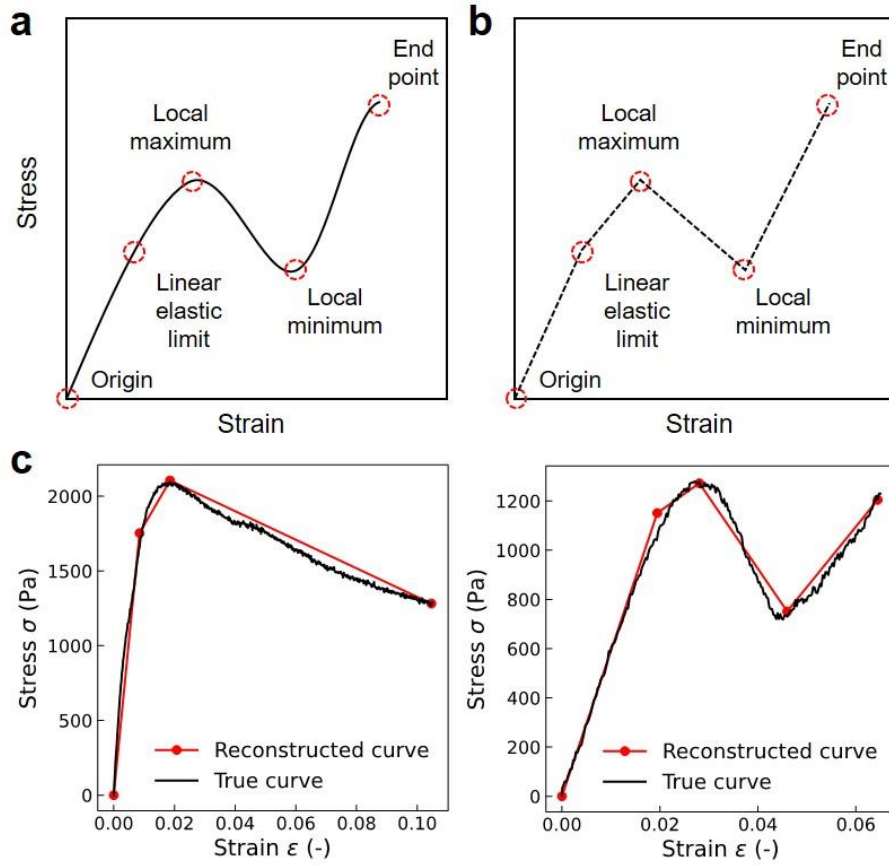 a
End
point
Local
maximum
Stress
Linear
elastic
limit
Local
minimum
Origin
Strain
b
End
point
Local
maximum
Linear
elastic
limit
Local
minimum
Origin
Strain
c
2000
1500
1000
500
0
Stress σ (Pa)
Reconstructed curve
True curve
0.00 0.02 0.04 0.06 0.08 0.10
Strain ε (-)
1200
1000
800
600
400
200
0
Stress σ (Pa)
Reconstructed curve
True curve
0.00 0.02 0.04 0.06
Strain ε (-)